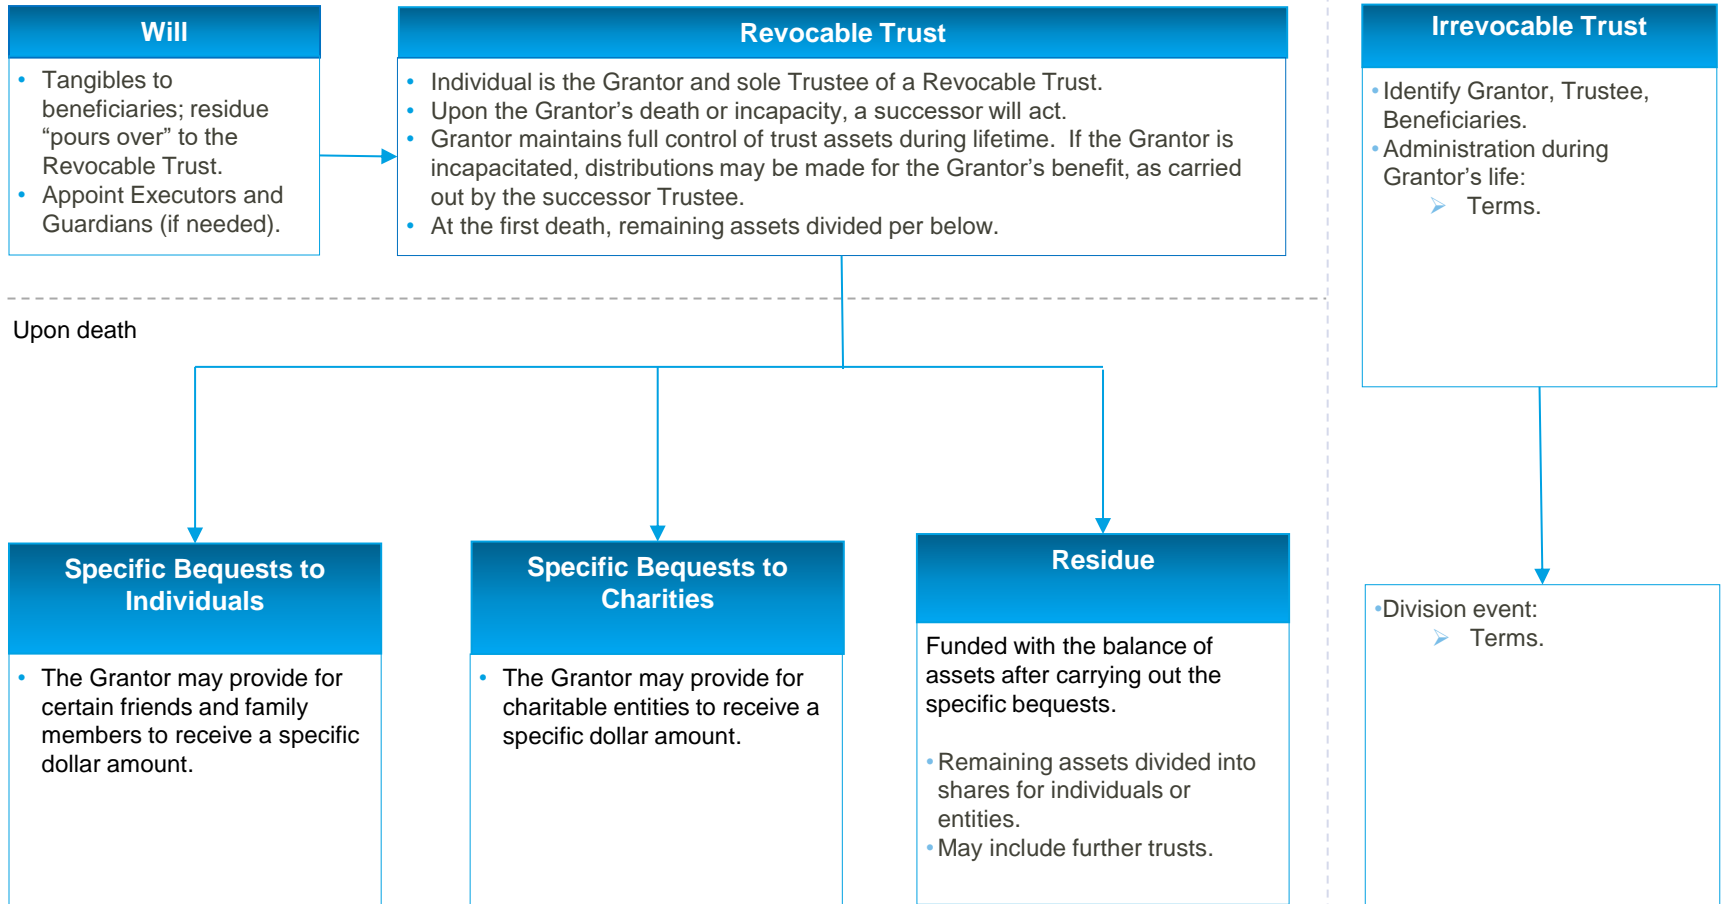 Will
• Tangibles to
beneficiaries; residue
“pours over” to the
Revocable Trust.
• Appoint Executors and
Guardians (if needed).
Revocable Trust
• Individual is the Grantor and sole Trustee of a Revocable Trust.
• Upon the Grantor’s death or incapacity, a successor will act.
• Grantor maintains full control of trust assets during lifetime.  If the Grantor is
incapacitated, distributions may be made for the Grantor’s benefit, as carried
out by the successor Trustee.
• At the first death, remaining assets divided per below.
Irrevocable Trust
• Identify Grantor, Trustee,
Beneficiaries.
• Administration during
Grantor’s life:
➢ Terms.
Upon death
Specific Bequests to
Individuals
• The Grantor may provide for
certain friends and family
members to receive a specific
dollar amount.
Specific Bequests to
Charities
• The Grantor may provide for
charitable entities to receive a
specific dollar amount.
Residue
Funded with the balance of
assets after carrying out the
specific bequests.
• Remaining assets divided into
shares for individuals or
entities.
• May include further trusts.
• Division event:
➢ Terms.